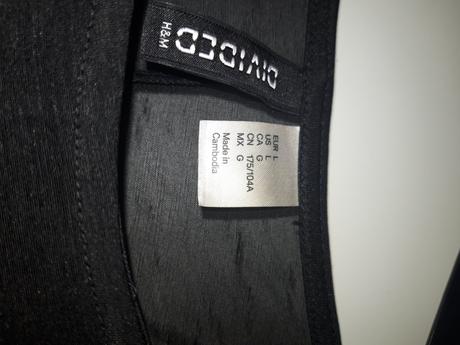 DIVIDED
H&M
EUR L
US L
CA G
CN 175/104A
MX G
Made in
Cambodia